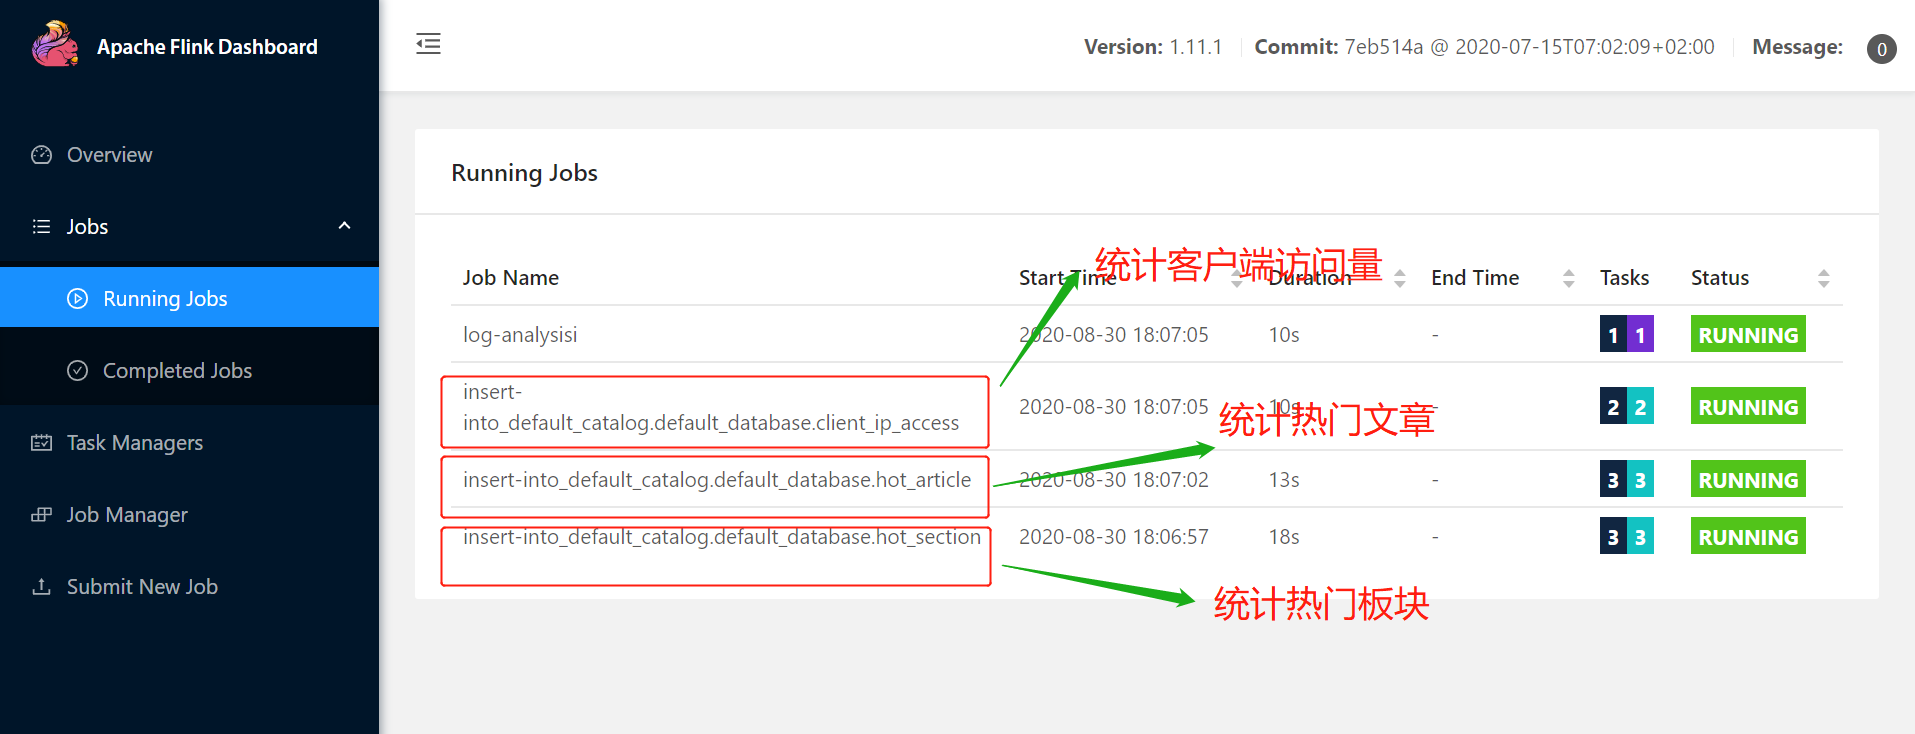 Apache Flink Dashboard
Version: 1.11.1 Commit: 7eb514a @ 2020-07-15T07:02:09+02:00 Message: 0
Overview
Jobs
Running Jobs
Completed Jobs
Task Managers
Job Manager
Submit New Job
Running Jobs
统计客户端访问量
Job Name Start Time Duration End Time Tasks Status
log-analysisi 2020-08-30 18:07:05 10s - 1 1 RUNNING
insert-
into_default_catalog.default_database.client_ip_access 2020-08-30 18:07:05 10s - 2 2 RUNNING
统计热门文章
insert-into_default_catalog.default_database.hot_article 2020-08-30 18:07:02 13s - 3 3 RUNNING
insert-into_default_catalog.default_database.hot_section 2020-08-30 18:06:57 18s - 3 3 RUNNING
统计热门板块